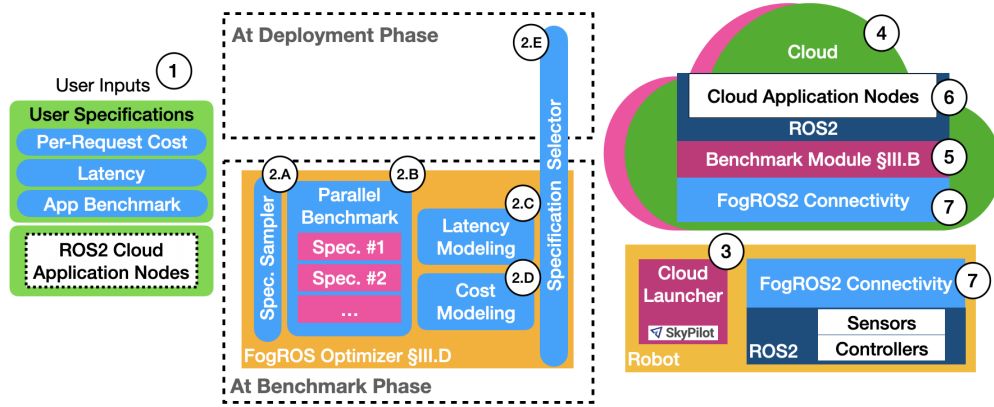 1
User Inputs
User Specifications
Per-Request Cost
Latency
App Benchmark
ROS2 Cloud
Application Nodes
At Deployment Phase
2.E
Specification Selector
2.A
Spec. Sampler
2.B
Parallel
Benchmark
Spec. #1
Spec. #2
...
2.C
Latency
Modeling
2.D
Cost
Modeling
FogROS Optimizer §III.D
At Benchmark Phase
4
Cloud
Cloud Application Nodes
6
ROS2
Benchmark Module §III.B
5
FogROS2 Connectivity
7
3
Cloud
Launcher
SkyPilot
Robot
FogROS2 Connectivity
7
ROS2
Sensors
Controllers